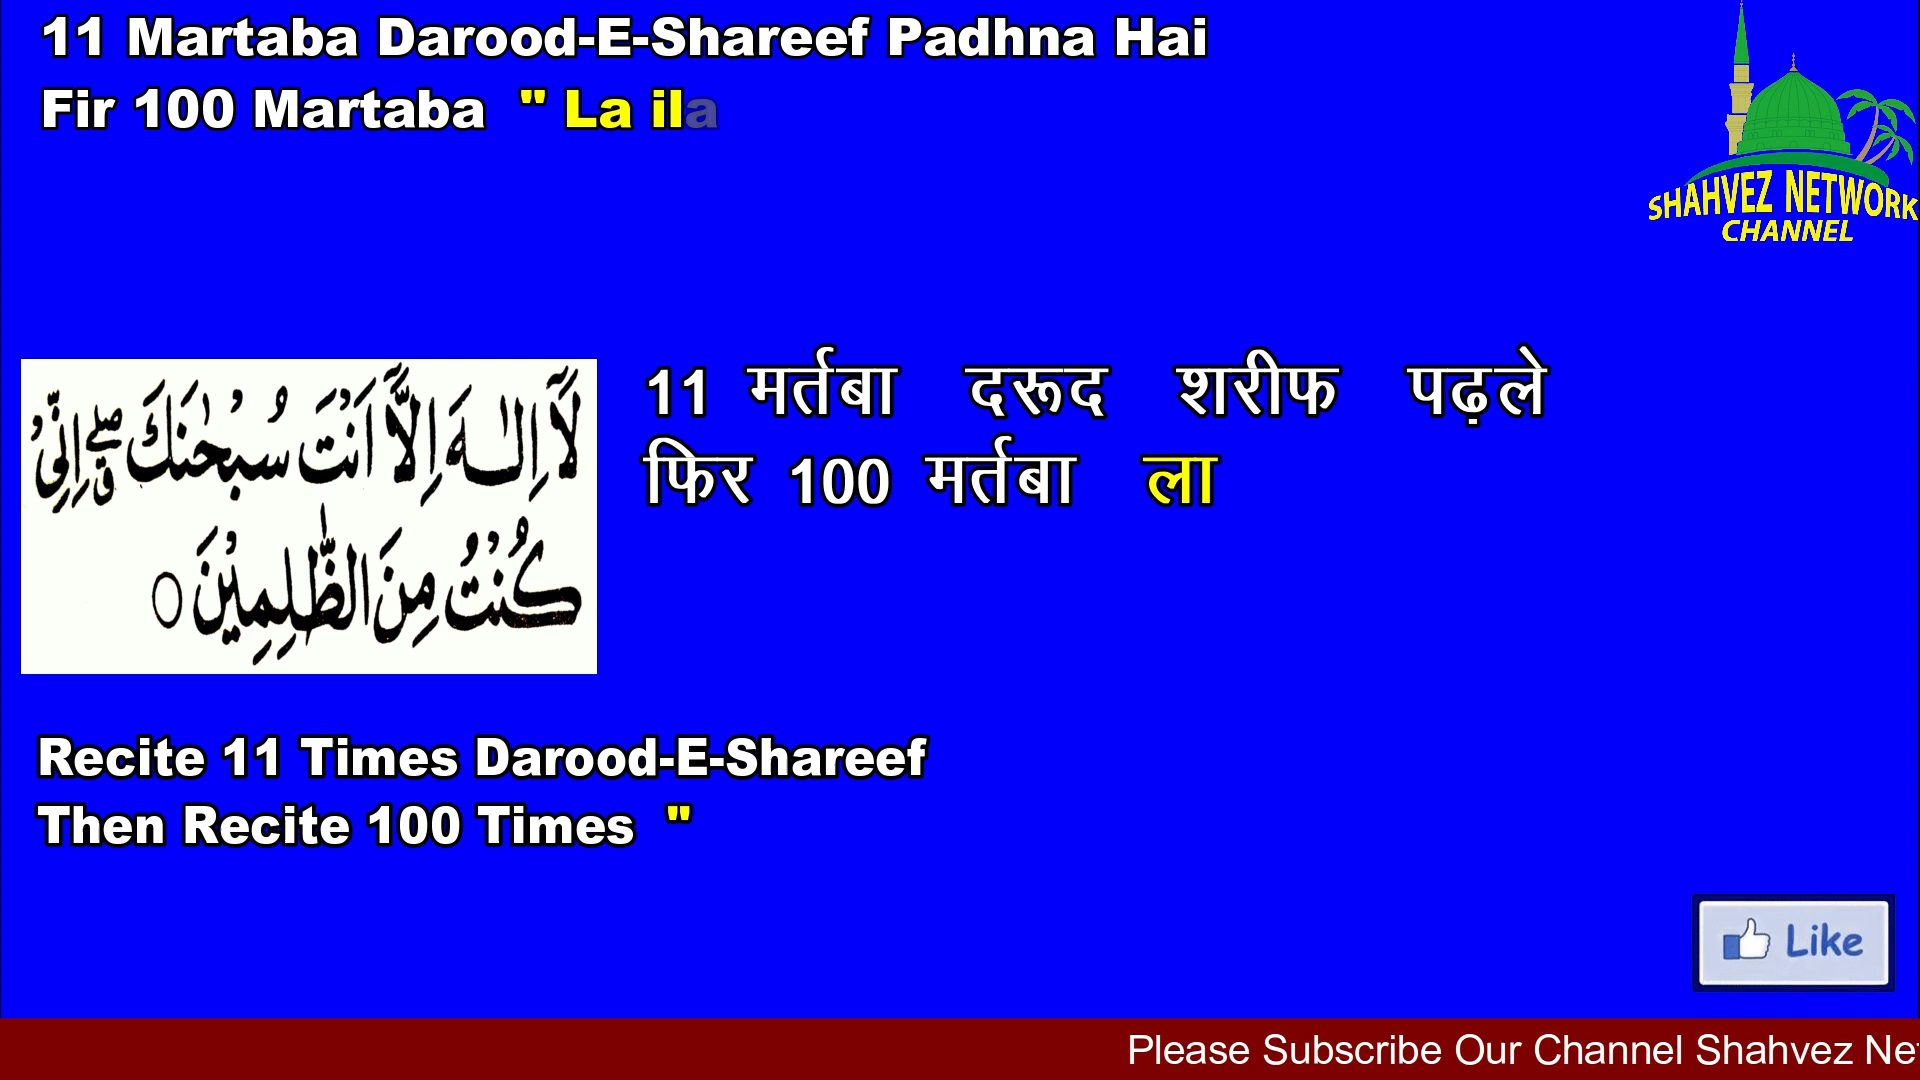 11 Martaba Darood-E-Shareef Padhna Hai
Fir 100 Martaba " La ila
SHAHVEZ NETWORK
CHANNEL
لَآ اِلٰهَ اِلَّآ اَنْتَ سُبْحٰنَكَ ۖق اِنِّیْ
كُنْتُ مِنَ الظّٰلِمِيْنَ ○
11 मर्तबा दरूद शरीफ पढ़ले
फिर 100 मर्तबा ला
Recite 11 Times Darood-E-Shareef
Then Recite 100 Times "
Like
Please Subscribe Our Channel Shahvez Net